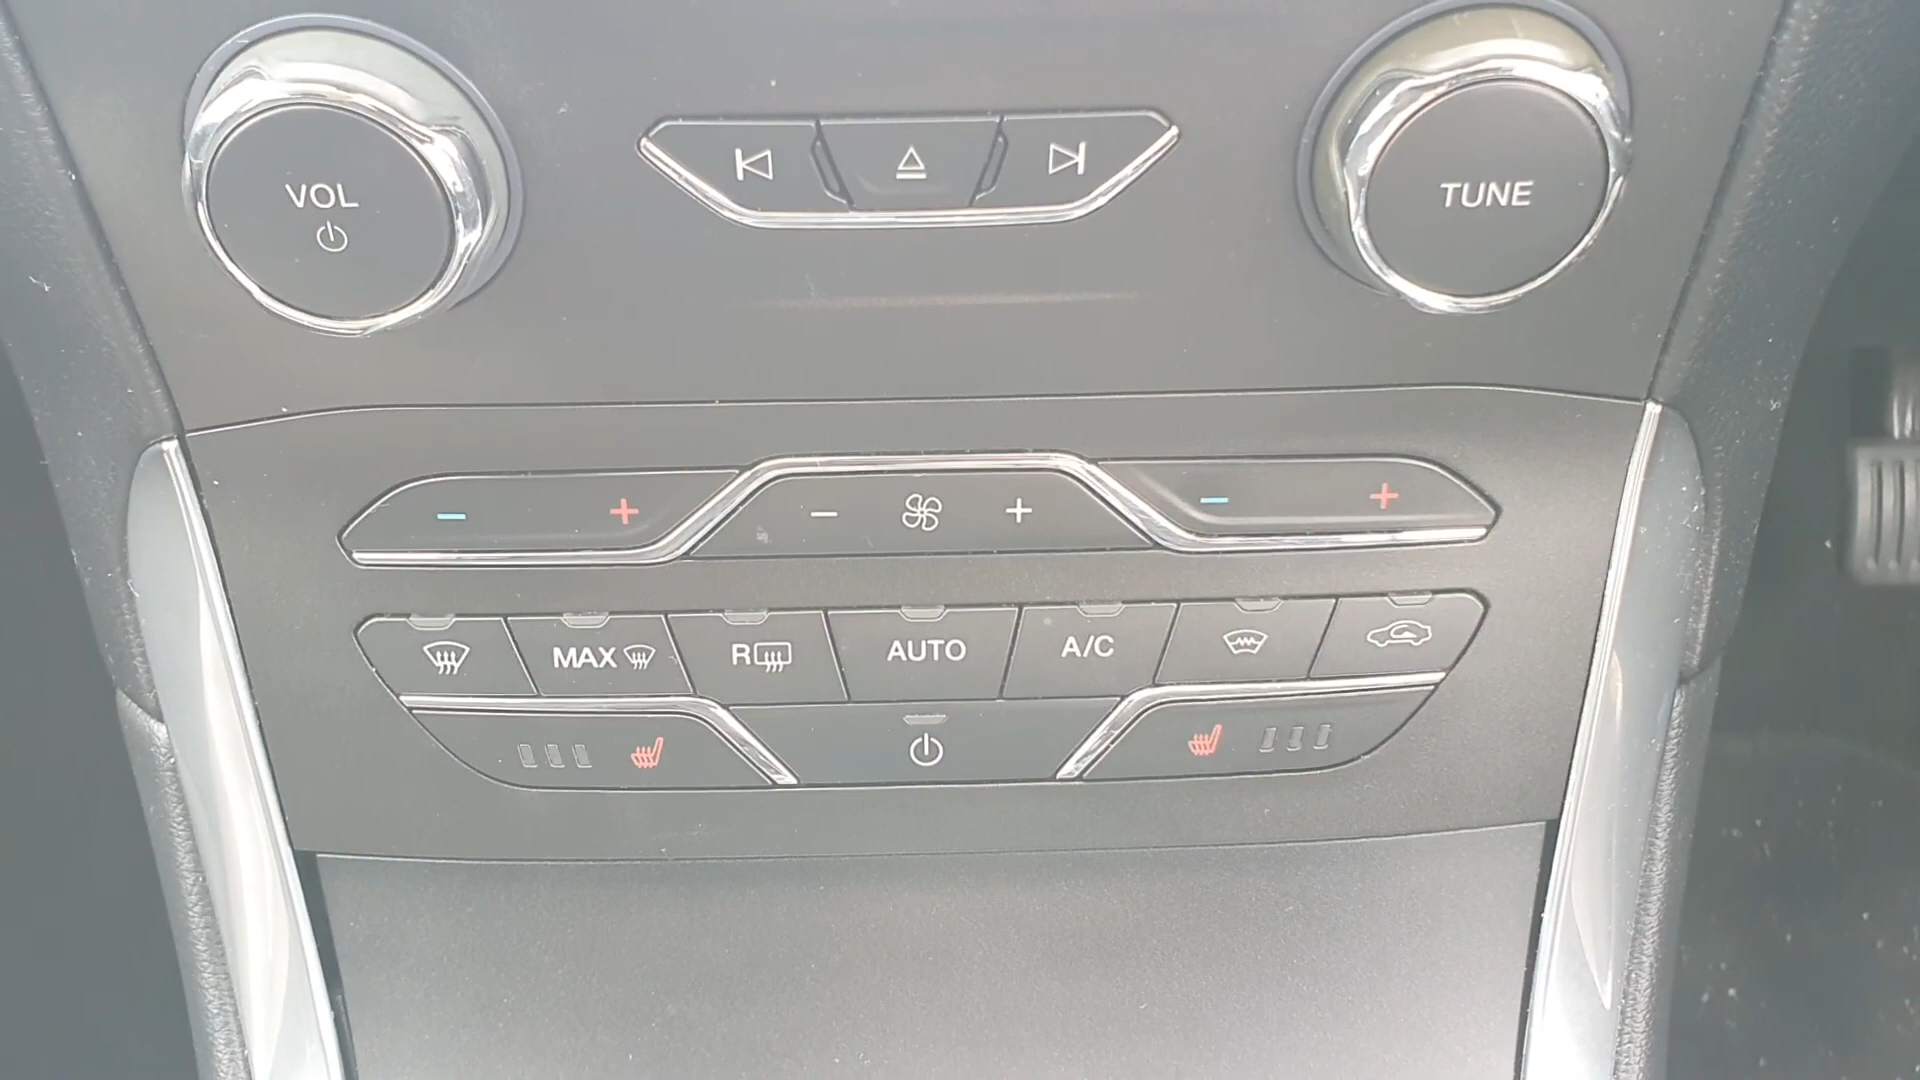 VOL
TUNE
- + - + - +
MAX
R
AUTO
A/C